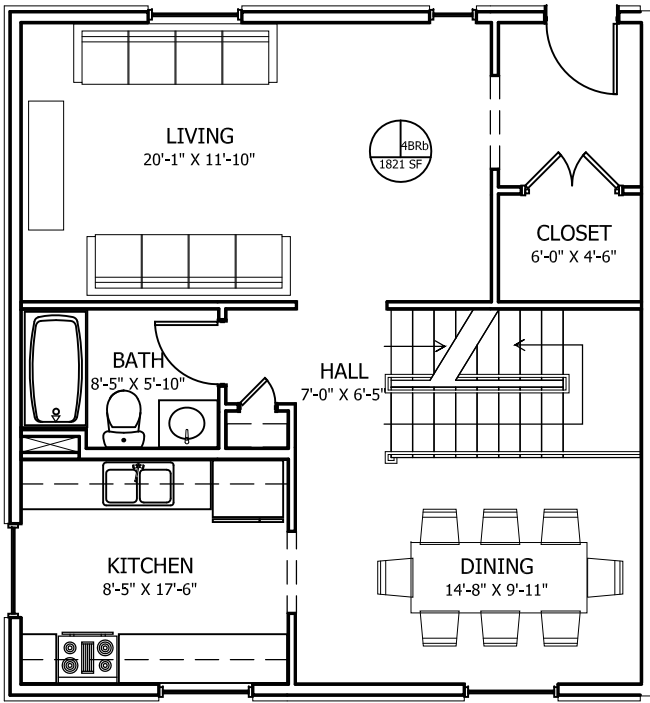 LIVING
20'-1" X 11'-10"
4BRb
1821 SF
CLOSET
6'-0" X 4'-6"
BATH
8'-5" X 5'-10"
HALL
7'-0" X 6'-5"
KITCHEN
8'-5" X 17'-6"
DINING
14'-8" X 9'-11"